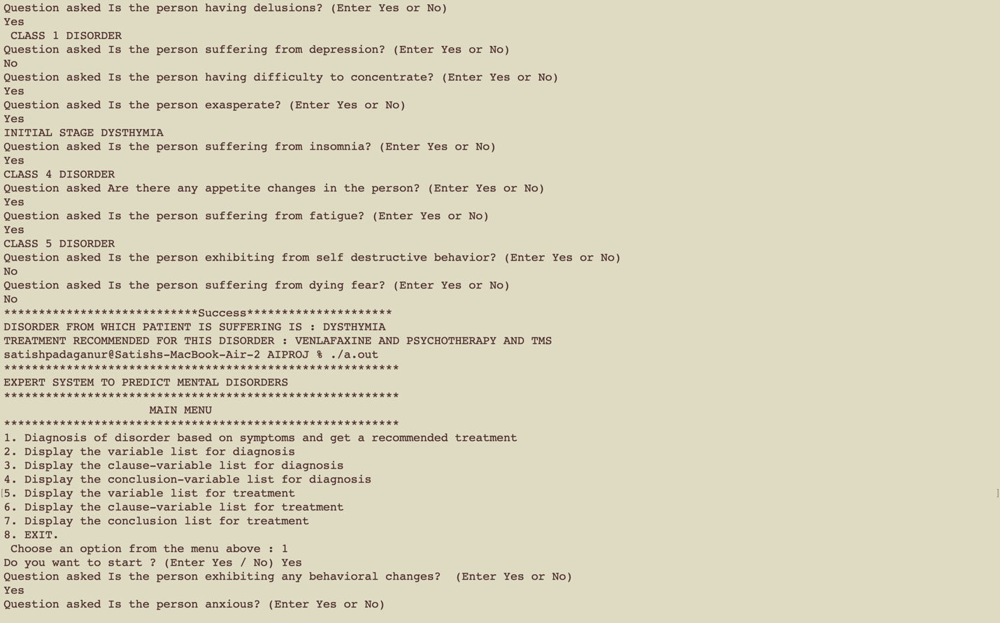 Question asked Is the person having delusions? (Enter Yes or No)
Yes
 CLASS 1 DISORDER
Question asked Is the person suffering from depression? (Enter Yes or No)
No
Question asked Is the person having difficulty to concentrate? (Enter Yes or No)
Yes
Question asked Is the person exasperate? (Enter Yes or No)
Yes
INITIAL STAGE DYSTHYMIA
Question asked Is the person suffering from insomnia? (Enter Yes or No)
Yes
CLASS 4 DISORDER
Question asked Are there any appetite changes in the person? (Enter Yes or No)
Yes
Question asked Is the person suffering from fatigue? (Enter Yes or No)
Yes
CLASS 5 DISORDER
Question asked Is the person exhibiting from self destructive behavior? (Enter Yes or No)
No
Question asked Is the person suffering from dying fear? (Enter Yes or No)
No
****************************Success*********************
DISORDER FROM WHICH PATIENT IS SUFFERING IS : DYSTHYMIA
TREATMENT RECOMMENDED FOR THIS DISORDER : VENLAFAXINE AND PSYCHOTHERAPY AND TMS
satishpadaganur@Satishs-MacBook-Air-2 AIPROJ % ./a.out
*********************************************************
EXPERT SYSTEM TO PREDICT MENTAL DISORDERS
*********************************************************
                     MAIN MENU
*********************************************************
1. Diagnosis of disorder based on symptoms and get a recommended treatment
2. Display the variable list for diagnosis
3. Display the clause-variable list for diagnosis
4. Display the conclusion-variable list for diagnosis
[5. Display the variable list for treatment ]
6. Display the clause-variable list for treatment
7. Display the conclusion list for treatment
8. EXIT.
 Choose an option from the menu above : 1
Do you want to start ? (Enter Yes / No) Yes
Question asked Is the person exhibiting any behavioral changes?  (Enter Yes or No)
Yes
Question asked Is the person anxious? (Enter Yes or No)